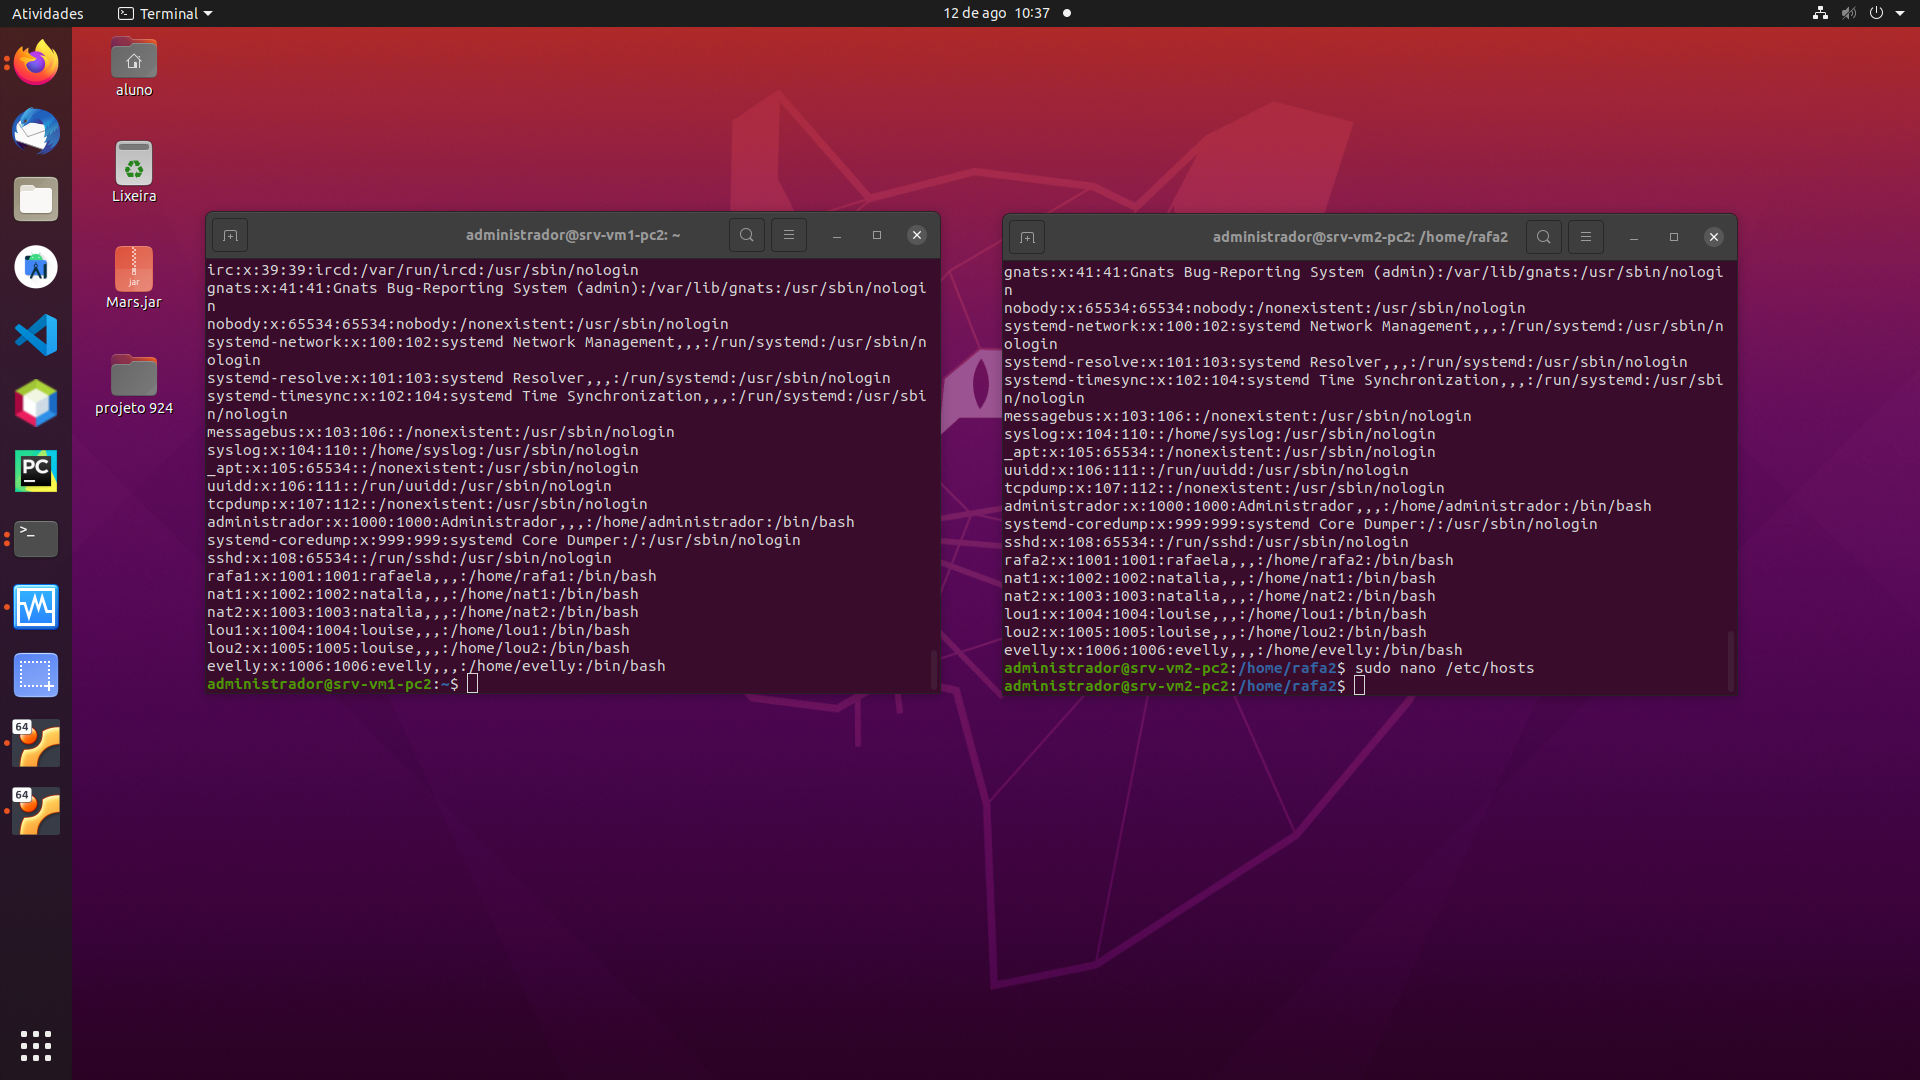 Atividades
Terminal
12 de ago 10:37
aluno
Lixeira
jar
Mars.jar
projeto 924
PC
>_
64
64
administrador@srv-vm1-pc2: ~
irc:x:39:39:ircd:/var/run/ircd:/usr/sbin/nologin
gnats:x:41:41:Gnats Bug-Reporting System (admin):/var/lib/gnats:/usr/sbin/nologi
n
nobody:x:65534:65534:nobody:/nonexistent:/usr/sbin/nologin
systemd-network:x:100:102:systemd Network Management,,,:/run/systemd:/usr/sbin/n
ologin
systemd-resolve:x:101:103:systemd Resolver,,,:/run/systemd:/usr/sbin/nologin
systemd-timesync:x:102:104:systemd Time Synchronization,,,:/run/systemd:/usr/sbi
n/nologin
messagebus:x:103:106::/nonexistent:/usr/sbin/nologin
syslog:x:104:110::/home/syslog:/usr/sbin/nologin
_apt:x:105:65534::/nonexistent:/usr/sbin/nologin
uuidd:x:106:111::/run/uuidd:/usr/sbin/nologin
tcpdump:x:107:112::/nonexistent:/usr/sbin/nologin
administrador:x:1000:1000:Administrador,,,:/home/administrador:/bin/bash
systemd-coredump:x:999:999:systemd Core Dumper:/:/usr/sbin/nologin
sshd:x:108:65534::/run/sshd:/usr/sbin/nologin
rafa1:x:1001:1001:rafaela,,,:/home/rafa1:/bin/bash
nat1:x:1002:1002:natalia,,,:/home/nat1:/bin/bash
nat2:x:1003:1003:natalia,,,:/home/nat2:/bin/bash
lou1:x:1004:1004:louise,,,:/home/lou1:/bin/bash
lou2:x:1005:1005:louise,,,:/home/lou2:/bin/bash
evelly:x:1006:1006:evelly,,,:/home/evelly:/bin/bash
administrador@srv-vm1-pc2:~$
administrador@srv-vm2-pc2: /home/rafa2
gnats:x:41:41:Gnats Bug-Reporting System (admin):/var/lib/gnats:/usr/sbin/nologi
n
nobody:x:65534:65534:nobody:/nonexistent:/usr/sbin/nologin
systemd-network:x:100:102:systemd Network Management,,,:/run/systemd:/usr/sbin/n
ologin
systemd-resolve:x:101:103:systemd Resolver,,,:/run/systemd:/usr/sbin/nologin
systemd-timesync:x:102:104:systemd Time Synchronization,,,:/run/systemd:/usr/sbi
n/nologin
messagebus:x:103:106::/nonexistent:/usr/sbin/nologin
syslog:x:104:110::/home/syslog:/usr/sbin/nologin
_apt:x:105:65534::/nonexistent:/usr/sbin/nologin
uuidd:x:106:111::/run/uuidd:/usr/sbin/nologin
tcpdump:x:107:112::/nonexistent:/usr/sbin/nologin
administrador:x:1000:1000:Administrador,,,:/home/administrador:/bin/bash
systemd-coredump:x:999:999:systemd Core Dumper:/:/usr/sbin/nologin
sshd:x:108:65534::/run/sshd:/usr/sbin/nologin
rafa2:x:1001:1001:rafaela,,,:/home/rafa2:/bin/bash
nat1:x:1002:1002:natalia,,,:/home/nat1:/bin/bash
nat2:x:1003:1003:natalia,,,:/home/nat2:/bin/bash
lou1:x:1004:1004:louise,,,:/home/lou1:/bin/bash
lou2:x:1005:1005:louise,,,:/home/lou2:/bin/bash
evelly:x:1006:1006:evelly,,,:/home/evelly:/bin/bash
administrador@srv-vm2-pc2:/home/rafa2$ sudo nano /etc/hosts
administrador@srv-vm2-pc2:/home/rafa2$